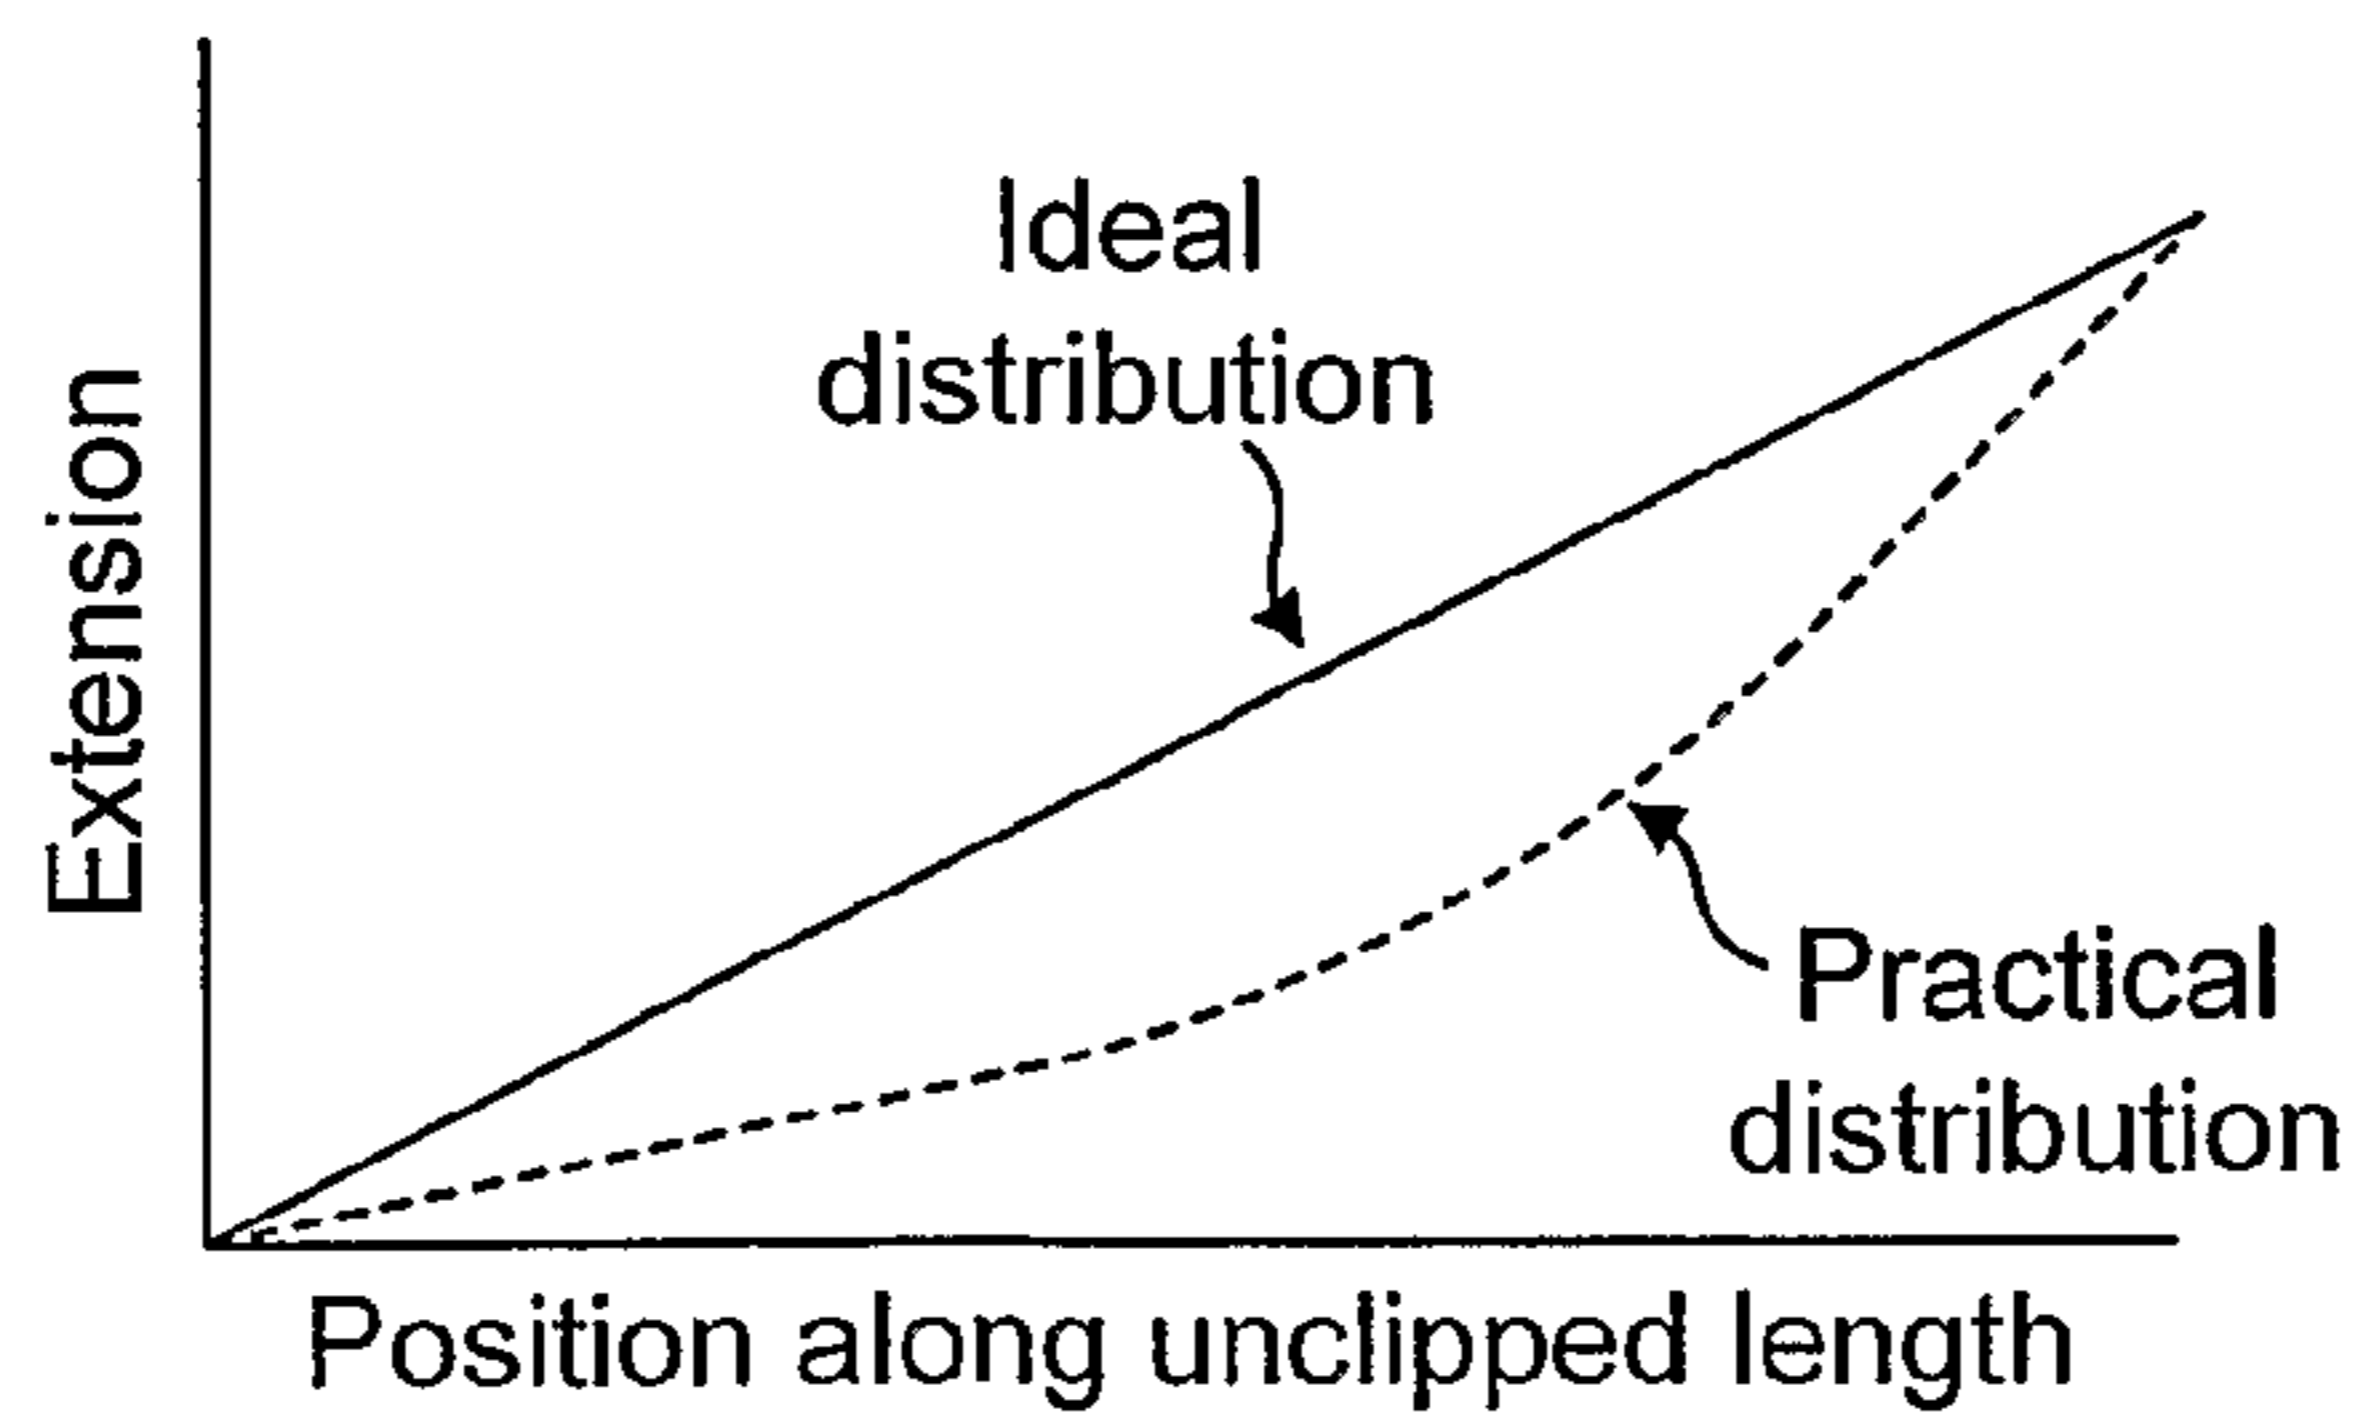 Ideal
distribution
Extension
Practical
distribution
Position along unclipped length